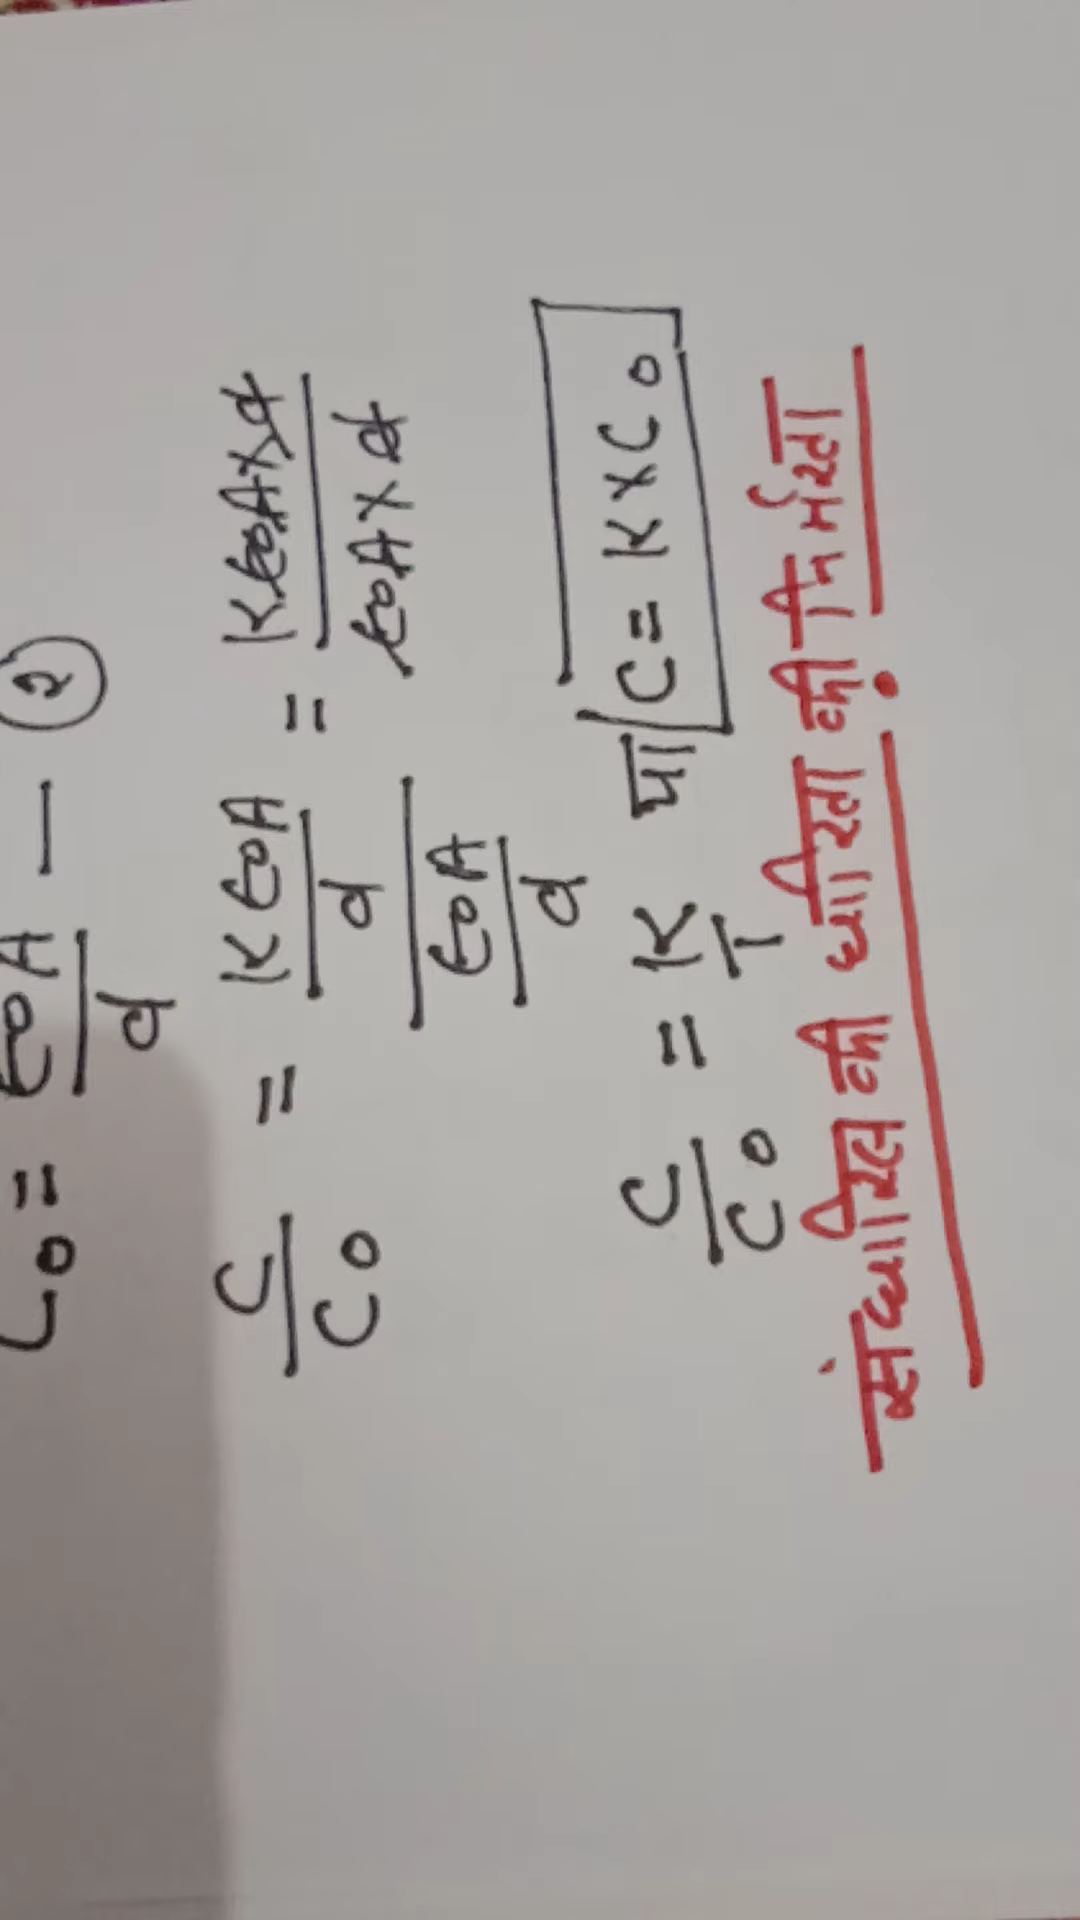 C₀ = ε₀A/d — ②
C/C₀ = (Kε₀A/d)/(ε₀A/d) = Kε₀A×d/ε₀A×d
C/C₀ = K/1 या C = K×C₀
संधारित्र की धारिता की निर्भरता